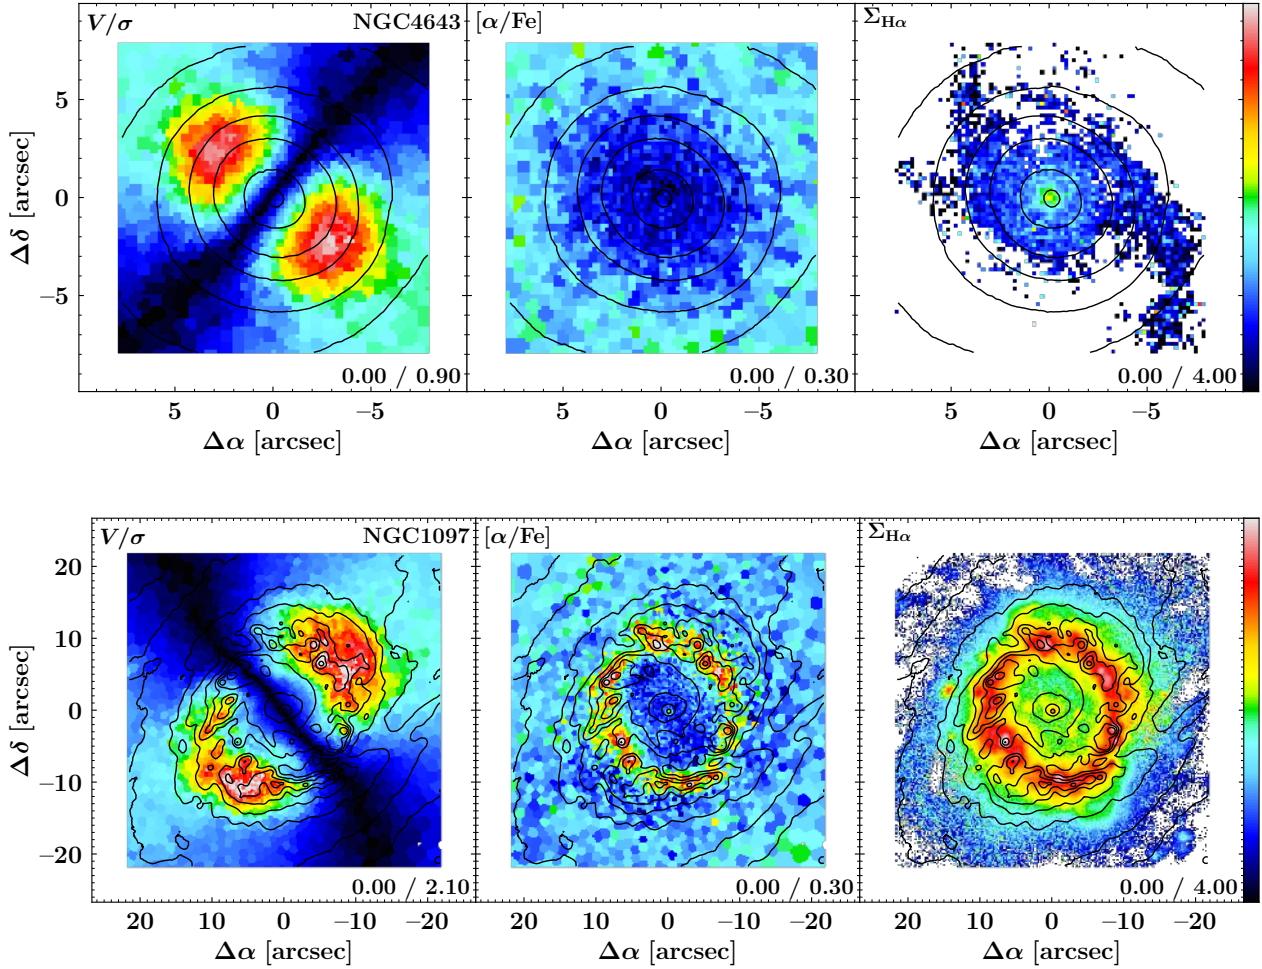 V/σ NGC4643 [α/Fe] Σ_Hα
5
0
−5
Δδ [arcsec]
0.00 / 0.90 0.00 / 0.30 0.00 / 4.00
5 0 −5 5 0 −5 5 0 −5
Δα [arcsec] Δα [arcsec] Δα [arcsec]
V/σ NGC1097 [α/Fe] Σ_Hα
20
10
0
−10
−20
Δδ [arcsec]
0.00 / 2.10 0.00 / 0.30 0.00 / 4.00
20 10 0 −10 −20 20 10 0 −10 −20 20 10 0 −10 −20
Δα [arcsec] Δα [arcsec] Δα [arcsec]